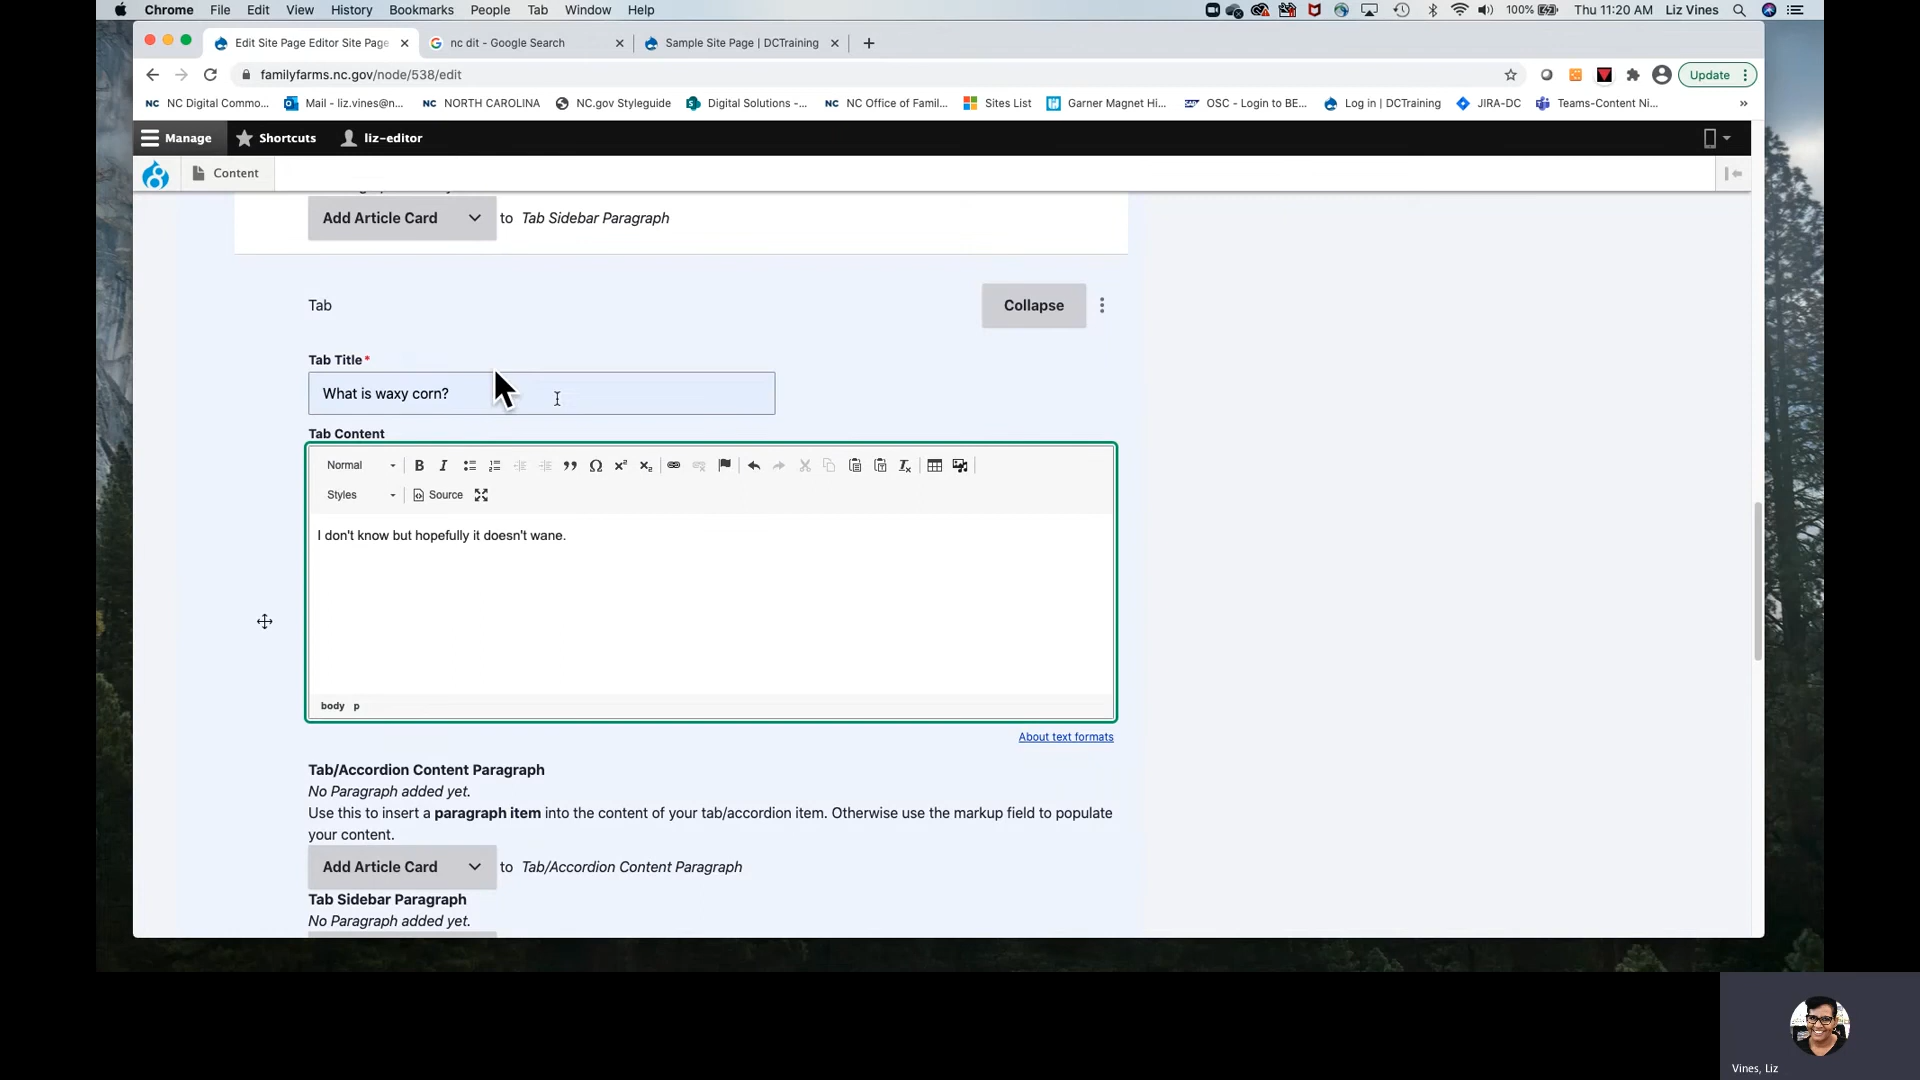 Chrome File Edit View History Bookmarks People Tab Window Help 100% Thu 11:20 AM Liz Vines
Edit Site Page Editor Site Page nc dit - Google Search Sample Site Page | DCTraining
familyfarms.nc.gov/node/538/edit Update
NC Digital Commo... Mail - liz.vines@n... NORTH CAROLINA NC.gov Styleguide Digital Solutions -... NC Office of Famil... Sites List Garner Magnet Hi... OSC - Login to BE... Log in | DCTraining JIRA-DC Teams-Content Ni... »
Manage Shortcuts liz-editor
Content
Add Article Card to Tab Sidebar Paragraph
Tab Collapse
Tab Title*
What is waxy corn?
Tab Content
Normal B I
Styles Source
I don't know but hopefully it doesn't wane.
body p
About text formats
Tab/Accordion Content Paragraph
No Paragraph added yet.
Use this to insert a paragraph item into the content of your tab/accordion item. Otherwise use the markup field to populate
your content.
Add Article Card to Tab/Accordion Content Paragraph
Tab Sidebar Paragraph
No Paragraph added yet.
Vines, Liz